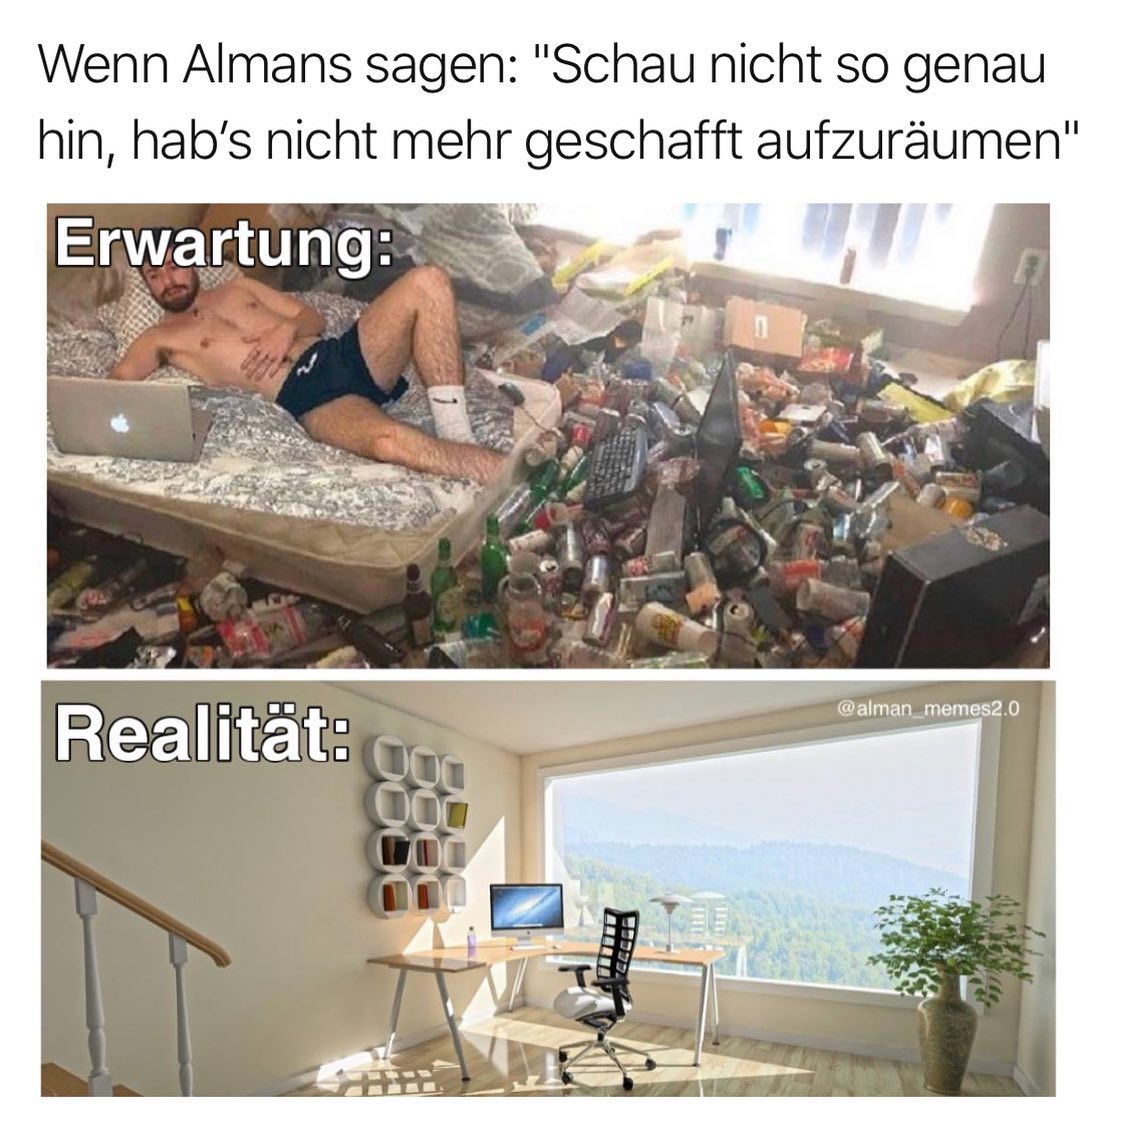 Wenn Almans sagen: "Schau nicht so genau
hin, hab’s nicht mehr geschafft aufzuräumen"
Erwartung:
Realität:
@alman_memes2.0